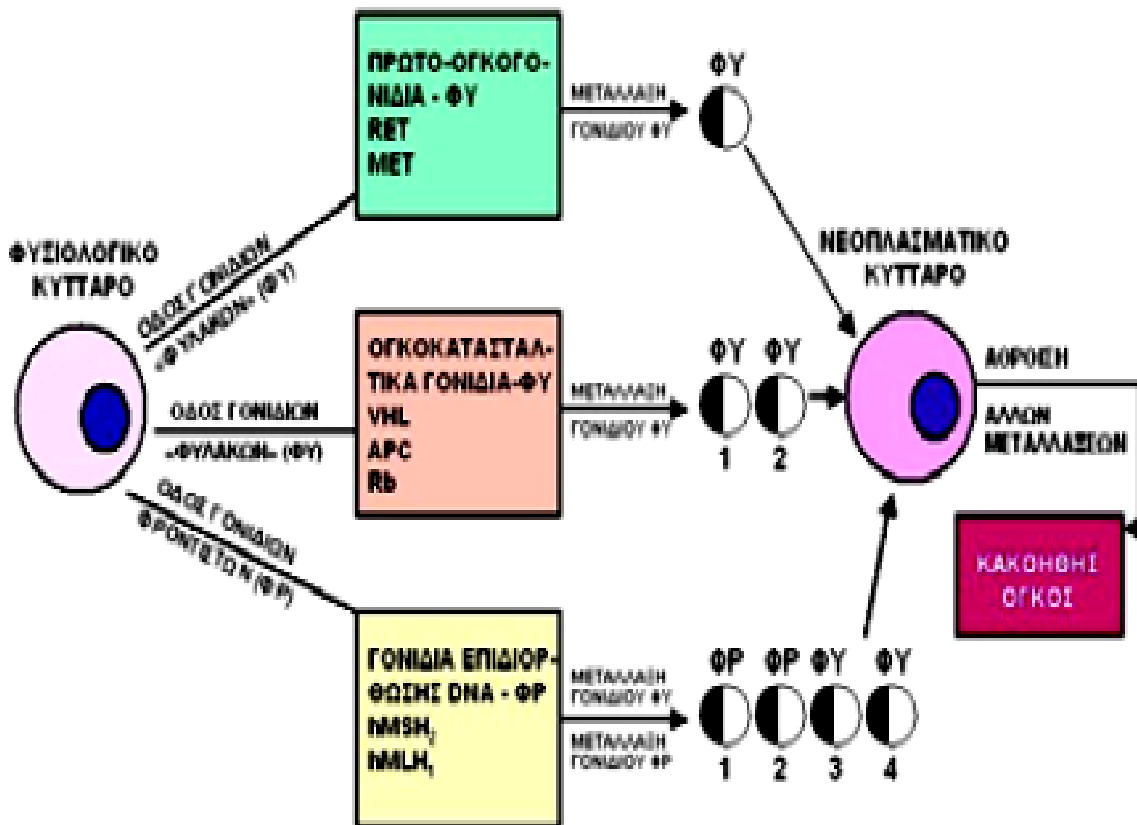 ΦΥΣΙΟΛΟΓΙΚΟ
ΚΥΤΤΑΡΟ
ΟΔΟΣ ΓΟΝΙΔΙΩΝ
«ΦΥΛΑΚΩΝ» (ΦΥ)
ΠΡΩΤΟ-ΟΓΚΟΓΟ-
ΝΙΔΙΑ - ΦΥ
RET
MET
ΜΕΤΑΛΛΑΞΗ
ΓΟΝΙΔΙΟΥ ΦΥ
ΦΥ
ΟΔΟΣ ΓΟΝΙΔΙΩΝ
«ΦΥΛΑΚΩΝ» (ΦΥ)
ΟΓΚΟΚΑΤΑΣΤΑΛ-
ΤΙΚΑ ΓΟΝΙΔΙΑ-ΦΥ
VHL
APC
Rb
ΜΕΤΑΛΛΑΞΗ
ΓΟΝΙΔΙΟΥ ΦΥ
ΦΥ ΦΥ
1 2
ΟΔΟΣ ΓΟΝΙΔΙΩΝ
ΦΡΟΝΤΙΣΤΩΝ (ΦΡ)
ΓΟΝΙΔΙΑ ΕΠΙΔΙΟΡ-
ΘΩΣΗΣ DNA - ΦΡ
hMSH₂
hMLH₁
ΜΕΤΑΛΛΑΞΗ
ΓΟΝΙΔΙΟΥ ΦΥ
ΜΕΤΑΛΛΑΞΗ
ΓΟΝΙΔΙΟΥ ΦΡ
ΦΡ ΦΡ ΦΥ ΦΥ
1 2 3 4
ΝΕΟΠΛΑΣΜΑΤΙΚΟ
ΚΥΤΤΑΡΟ
ΑΘΡΟΙΣΗ
ΑΛΛΩΝ
ΜΕΤΑΛΛΑΞΕΩΝ
ΚΑΚΟΗΘΗΣ
ΟΓΚΟΣ